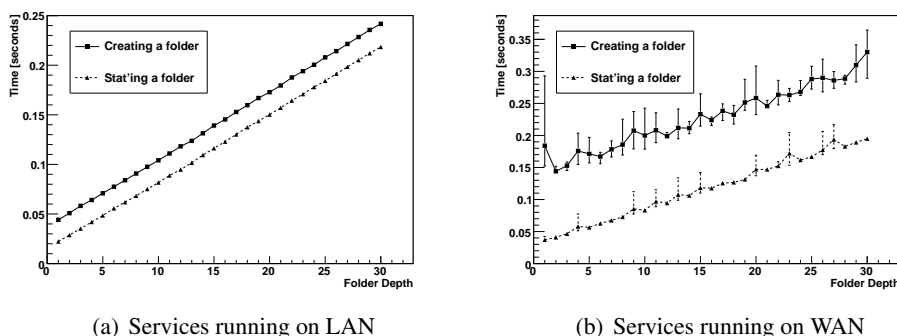 Time [seconds]
0.25
0.2
0.15
0.1
0.05
0
Creating a folder
Stat'ing a folder
0 5 10 15 20 25 30
Folder Depth
(a) Services running on LAN
Time [seconds]
0.35
0.3
0.25
0.2
0.15
0.1
0.05
0
Creating a folder
Stat'ing a folder
0 5 10 15 20 25 30
Folder Depth
(b) Services running on WAN